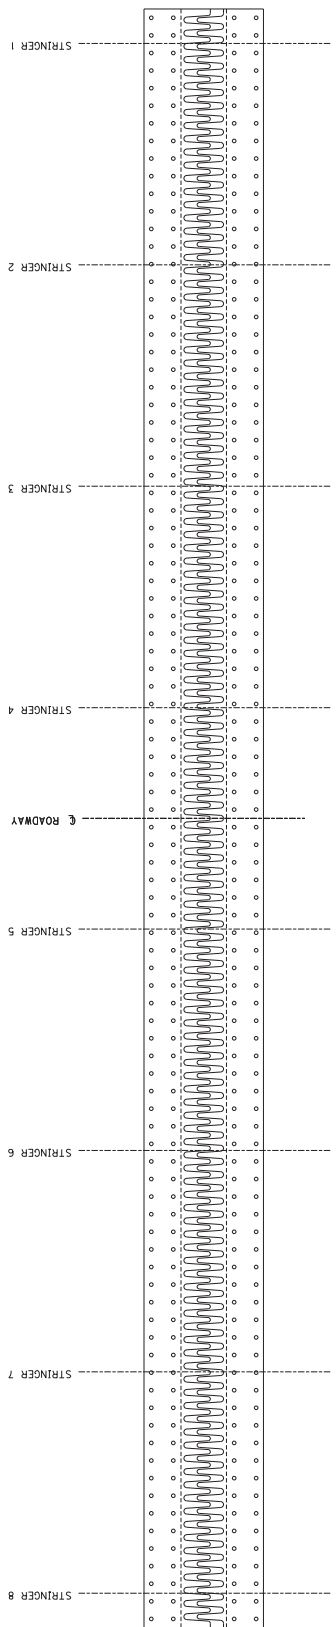 STRINGER 1
STRINGER 2
STRINGER 3
STRINGER 4
℄ ROADWAY
STRINGER 5
STRINGER 6
STRINGER 7
STRINGER 8